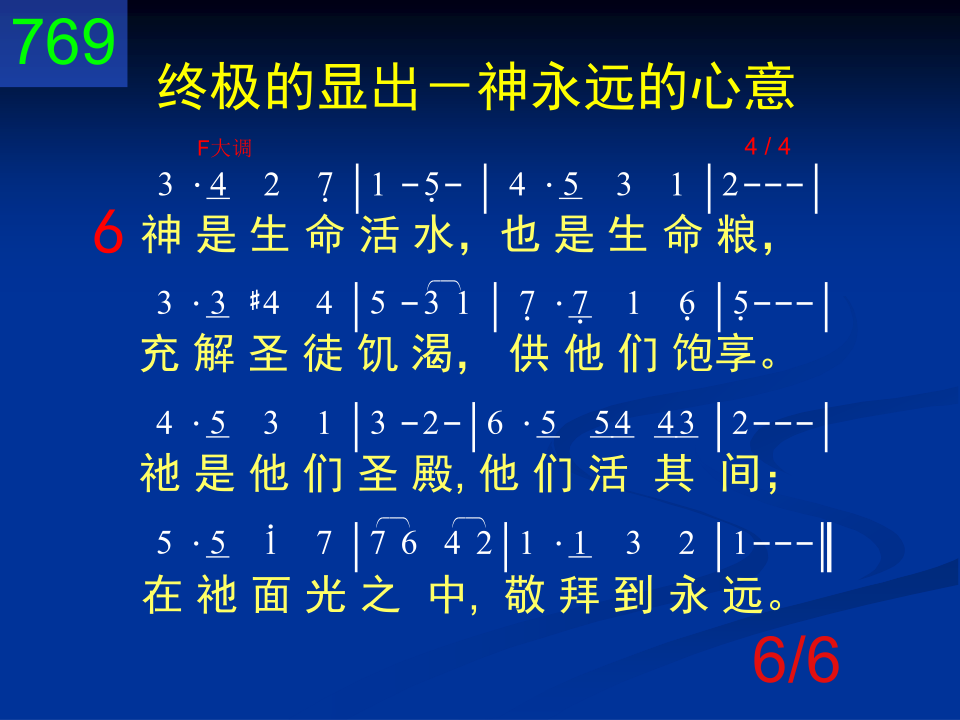 769
终极的显出－神永远的心意
F大调 4 / 4
3 · 4 2 7̣ | 1 – 5̣ – | 4 · 5 3 1 | 2 – – – |
6 神是生命活水，也是生命粮，
3 · 3 #4 4 | 5 – 3 1 | 7̣ · 7̣ 1 6̣ | 5̣ – – – |
充解圣徒饥渴，供他们饱享。
4 · 5 3 1 | 3 – 2 – | 6 · 5 5 4 4 3 | 2 – – – |
祂是他们圣殿,他们活其间；
5 · 5 1̇ 7 | 7 6 4 2 | 1 · 1 3 2 | 1 – – – ‖
在祂面光之中,敬拜到永远。
6/6